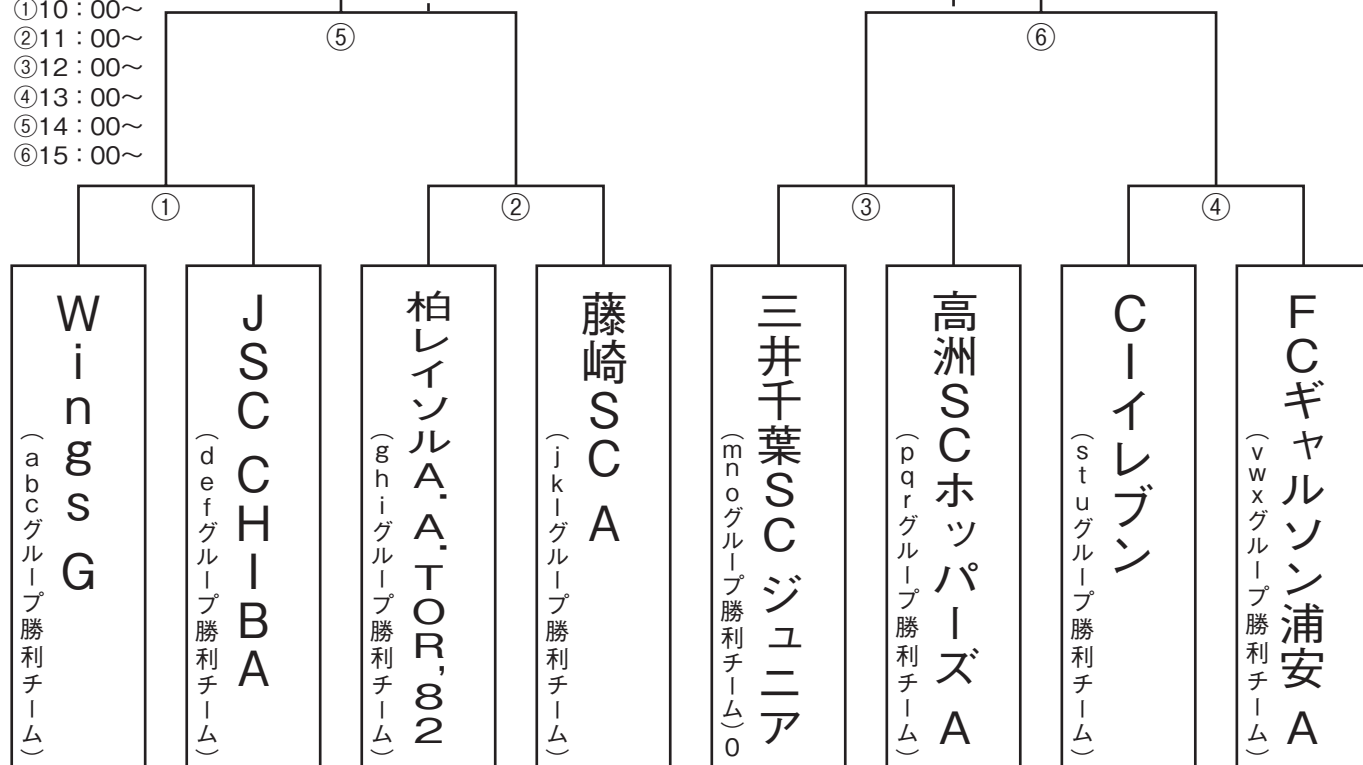 ①10：00〜
②11：00〜
③12：00〜
④13：00〜
⑤14：00〜
⑥15：00〜
⑤
⑥
①
②
③
④
Wings G
（abcグループ勝利チーム）
JSC CHIBA
（defグループ勝利チーム）
柏レイソルA.A.TOR'82
（ghiグループ勝利チーム）
藤崎SC A
（jklグループ勝利チーム）
三井千葉SC ジュニア
（mnoグループ勝利チーム）0
高洲SCホッパーズ A
（pqrグループ勝利チーム）
CIイレブン
（stuグループ勝利チーム）
FCギャルソン浦安 A
（vwxグループ勝利チーム）